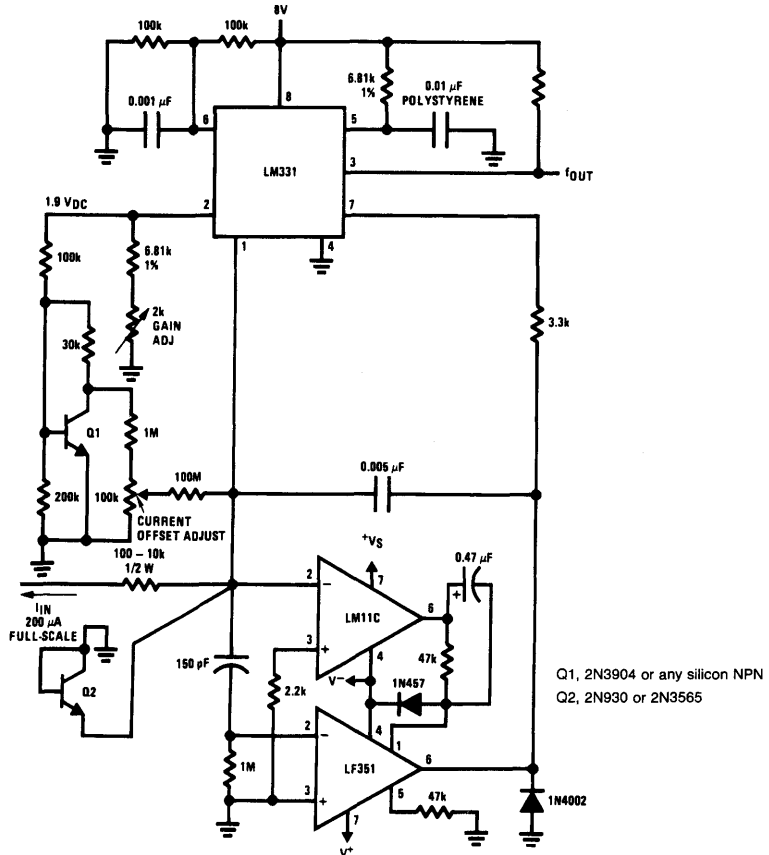 8V
100k
100k
6.81k
1%
0.01 μF
POLYSTYRENE
0.001 μF
8
6
5
LM331
3
fOUT
1.9 VDC
2
7
1
4
100k
6.81k
1%
2k
GAIN
ADJ
3.3k
30k
Q1
1M
0.005 μF
100M
200k
100k
CURRENT
OFFSET ADJUST
+VS
100 – 10k
1/2 W
0.47 μF
+
7
2
−
LM11C
6
IIN
200 μA
FULL-SCALE
3
+
4
150 pF
47k
V−
1N457
Q1, 2N3904 or any silicon NPN
Q2
2.2k
Q2, 2N930 or 2N3565
4
1
2
−
LF351
6
1M
5
47k
3
+
1N4002
7
V+